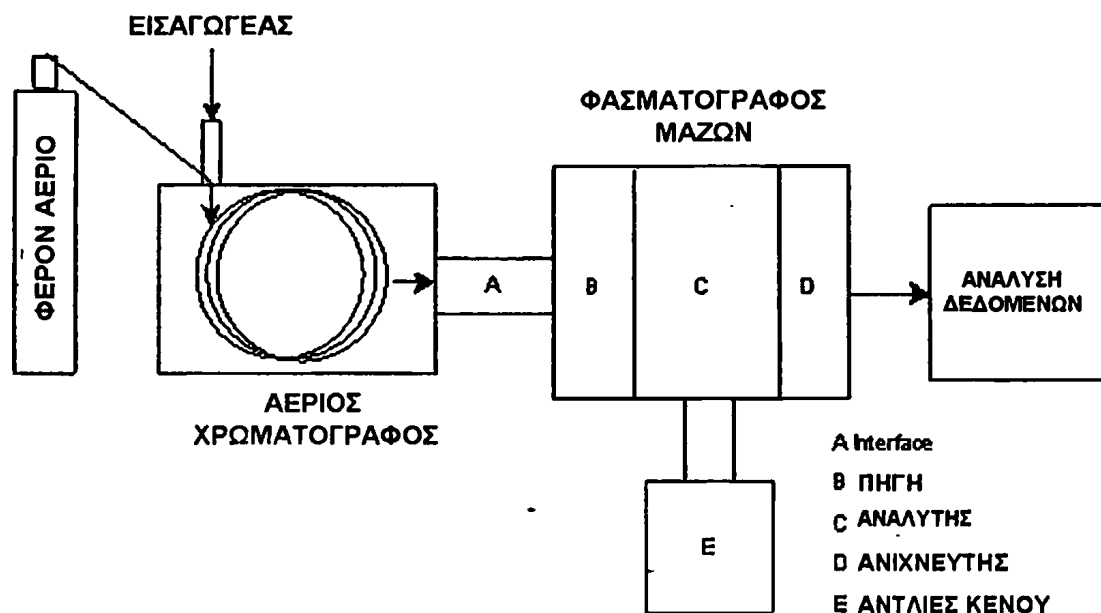 ΕΙΣΑΓΩΓΕΑΣ
ΦΕΡΟΝ ΑΕΡΙΟ
ΑΕΡΙΟΣ
ΧΡΩΜΑΤΟΓΡΑΦΟΣ
A
ΦΑΣΜΑΤΟΓΡΑΦΟΣ
ΜΑΖΩΝ
B
C
D
E
ΑΝΑΛΥΣΗ
ΔΕΔΟΜΕΝΩΝ
A Interface
B ΠΗΓΗ
C ΑΝΑΛΥΤΗΣ
D ΑΝΙΧΝΕΥΤΗΣ
E ΑΝΤΛΙΕΣ ΚΕΝΟΥ